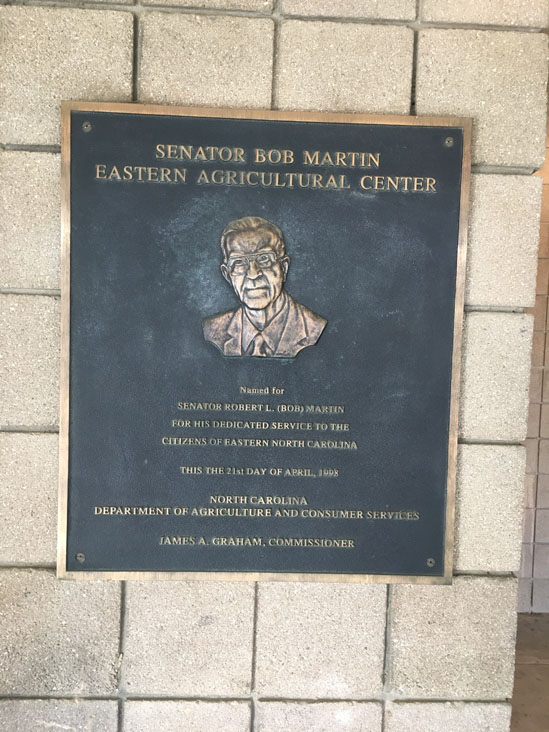 SENATOR BOB MARTIN
EASTERN AGRICULTURAL CENTER
Named for
SENATOR ROBERT L. (BOB) MARTIN
FOR HIS DEDICATED SERVICE TO THE
CITIZENS OF EASTERN NORTH CAROLINA
THIS THE 21st DAY OF APRIL, 1998
NORTH CAROLINA
DEPARTMENT OF AGRICULTURE AND CONSUMER SERVICES
JAMES A. GRAHAM, COMMISSIONER